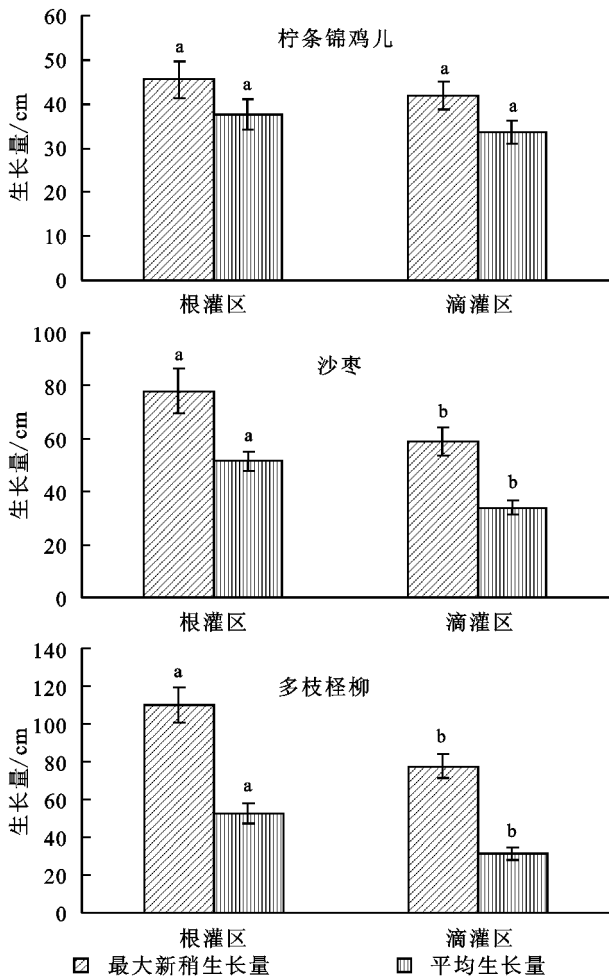 60
50
40
30
20
10
0
生长量/cm
柠条锦鸡儿
a
a
a
a
根灌区
滴灌区
80
60
40
20
0
100
生长量/cm
沙枣
a
a
b
b
根灌区
滴灌区
140
120
100
80
60
40
20
0
生长量/cm
多枝柽柳
a
a
b
b
根灌区
滴灌区
最大新稍生长量
平均生长量